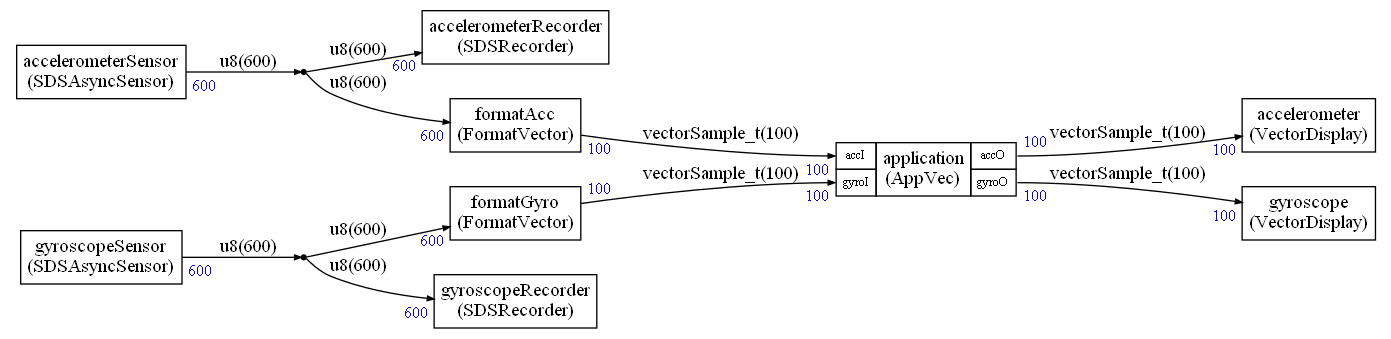 accelerometerSensor
(SDSAsyncSensor)
600
u8(600)
u8(600)
600
accelerometerRecorder
(SDSRecorder)
u8(600)
600
formatAcc
(FormatVector)
100
vectorSample_t(100)
100
gyroscopeSensor
(SDSAsyncSensor)
600
u8(600)
u8(600)
600
formatGyro
(FormatVector)
100
vectorSample_t(100)
100
u8(600)
600
gyroscopeRecorder
(SDSRecorder)
accI
gyroI
application
(AppVec)
accO
gyroO
100
vectorSample_t(100)
100
accelerometer
(VectorDisplay)
100
vectorSample_t(100)
100
gyroscope
(VectorDisplay)